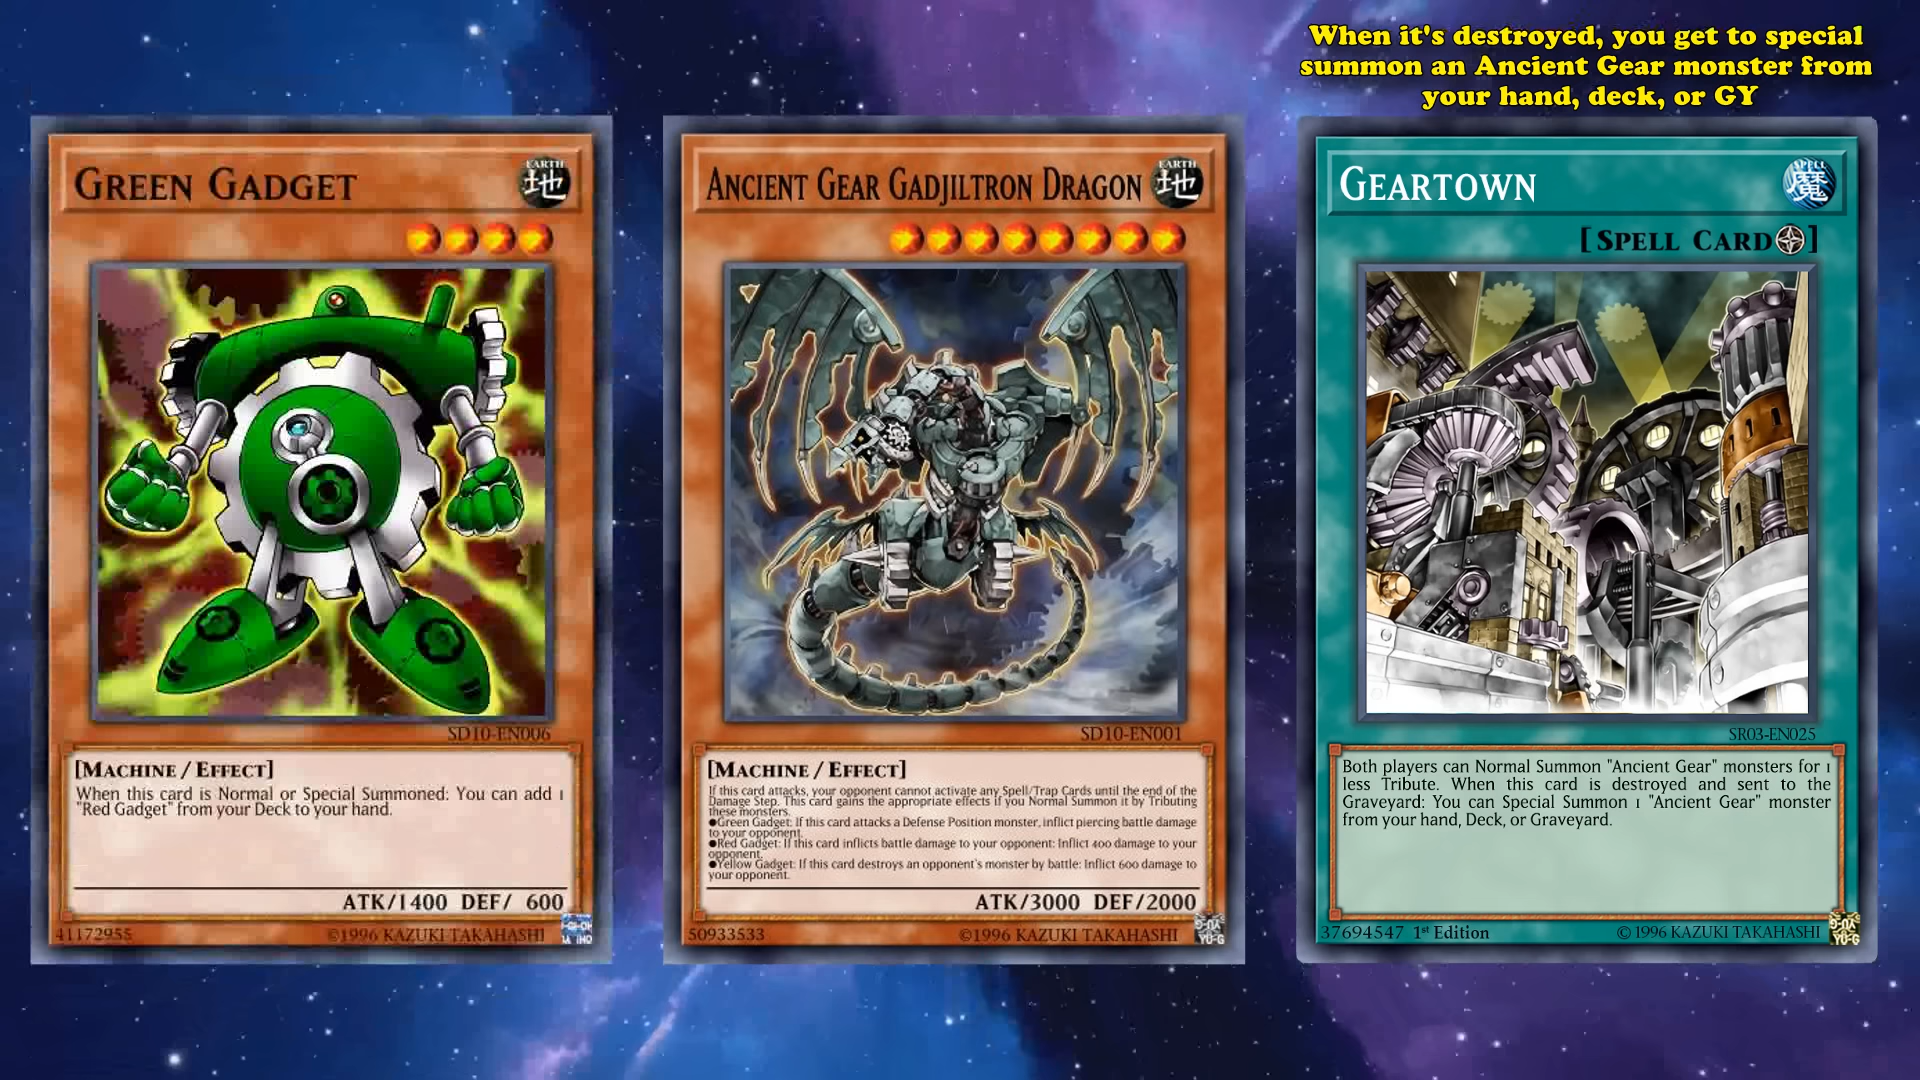 When it's destroyed, you get to special
summon an Ancient Gear monster from
your hand, deck, or GY
GREEN GADGET
EARTH
地
SD10-EN006
[MACHINE / EFFECT]
When this card is Normal or Special Summoned: You can add 1
"Red Gadget" from your Deck to your hand.
ATK/1400 DEF/ 600
41172955
©1996 KAZUKI TAKAHASHI
ANCIENT GEAR GADJILTRON DRAGON
EARTH
地
SD10-EN001
[MACHINE / EFFECT]
If this card attacks, your opponent cannot activate any Spell/Trap Cards until the end of the
Damage Step. This card gains the appropriate effects if you Normal Summon it by Tributing
these monsters.
●Green Gadget: If this card attacks a Defense Position monster, inflict piercing battle damage
to your opponent.
●Red Gadget: If this card inflicts battle damage to your opponent: Inflict 400 damage to your
opponent.
●Yellow Gadget: If this card destroys an opponent's monster by battle: Inflict 600 damage to
your opponent.
ATK/3000 DEF/2000
50933533
©1996 KAZUKI TAKAHASHI
GEARTOWN
SPELL
魔
[SPELL CARD]
SR03-EN025
Both players can Normal Summon "Ancient Gear" monsters for 1
less Tribute. When this card is destroyed and sent to the
Graveyard: You can Special Summon 1 "Ancient Gear" monster
from your hand, Deck, or Graveyard.
37694547 1st Edition
©1996 KAZUKI TAKAHASHI